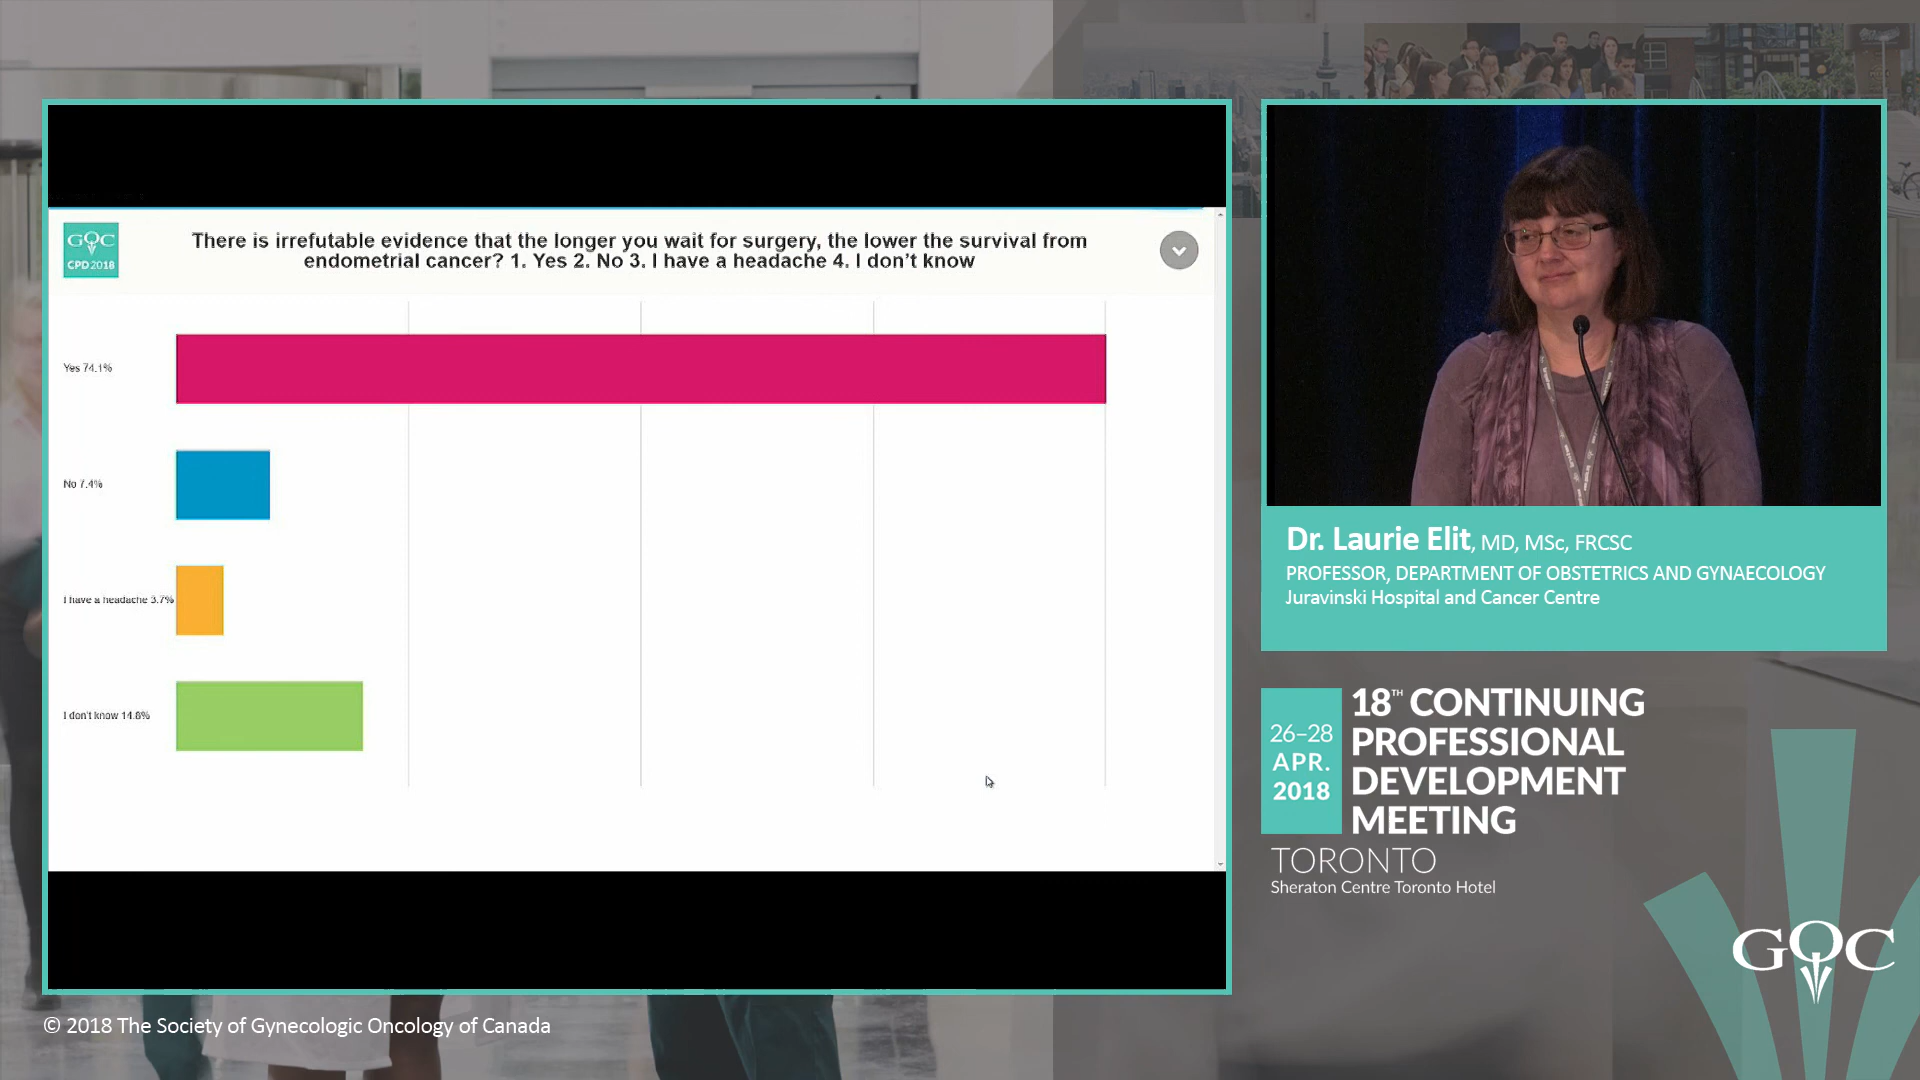 GOC
CPD 2018
There is irrefutable evidence that the longer you wait for surgery, the lower the survival from
endometrial cancer? 1. Yes 2. No 3. I have a headache 4. I don't know
Yes 74.1%
No 7.4%
I have a headache 3.7%
I don't know 14.8%
Dr. Laurie Elit, MD, MSc, FRCSC
PROFESSOR, DEPARTMENT OF OBSTETRICS AND GYNAECOLOGY
Juravinski Hospital and Cancer Centre
26–28
APR.
2018
18TH CONTINUING
PROFESSIONAL
DEVELOPMENT
MEETING
TORONTO
Sheraton Centre Toronto Hotel
GOC
© 2018 The Society of Gynecologic Oncology of Canada